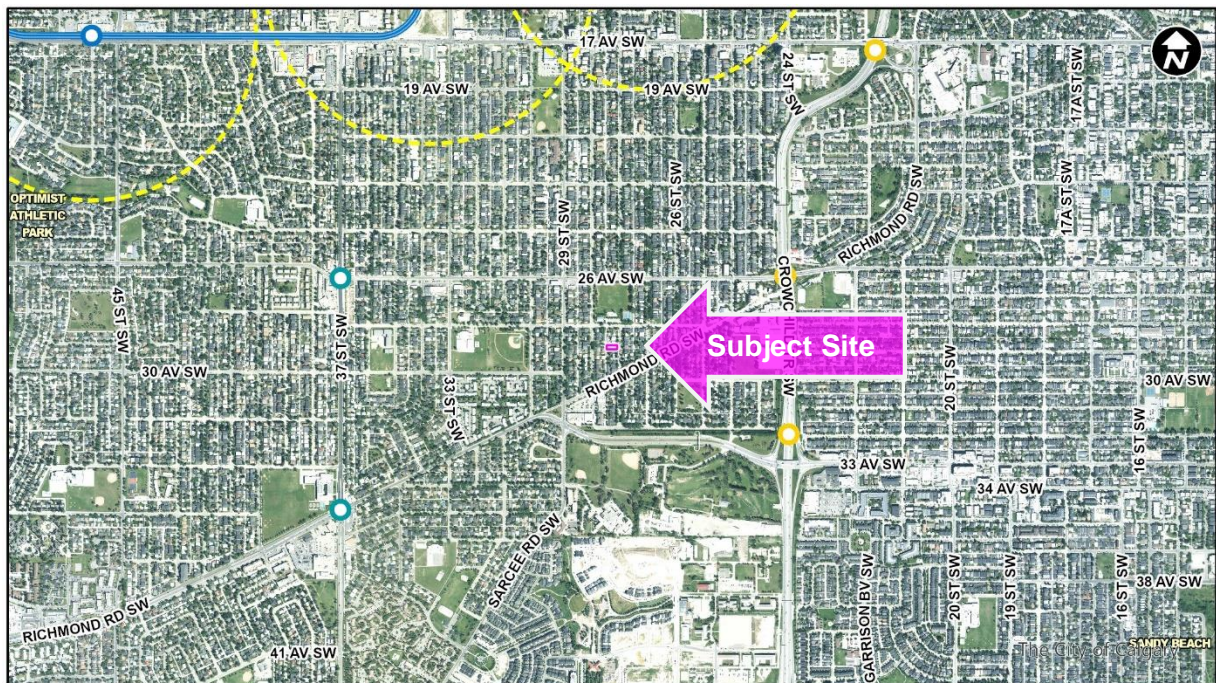 17 AV SW
N
24 ST SW
17A ST SW
19 AV SW
19 AV SW
OPTIMIST
ATHLETIC
PARK
29 ST SW
26 ST SW
17A ST SW
RICHMOND RD SW
26 AV SW
45 ST SW
37 ST SW
Subject Site
RICHMOND RD SW
30 AV SW
33 ST SW
20 ST SW
30 AV SW
16 ST SW
33 AV SW
34 AV SW
SARCEE RD SW
GARRISON BV SW
20 ST SW
19 ST SW
16 ST SW
38 AV SW
RICHMOND RD SW
41 AV SW
SANDY BEACH
The City of Calgary